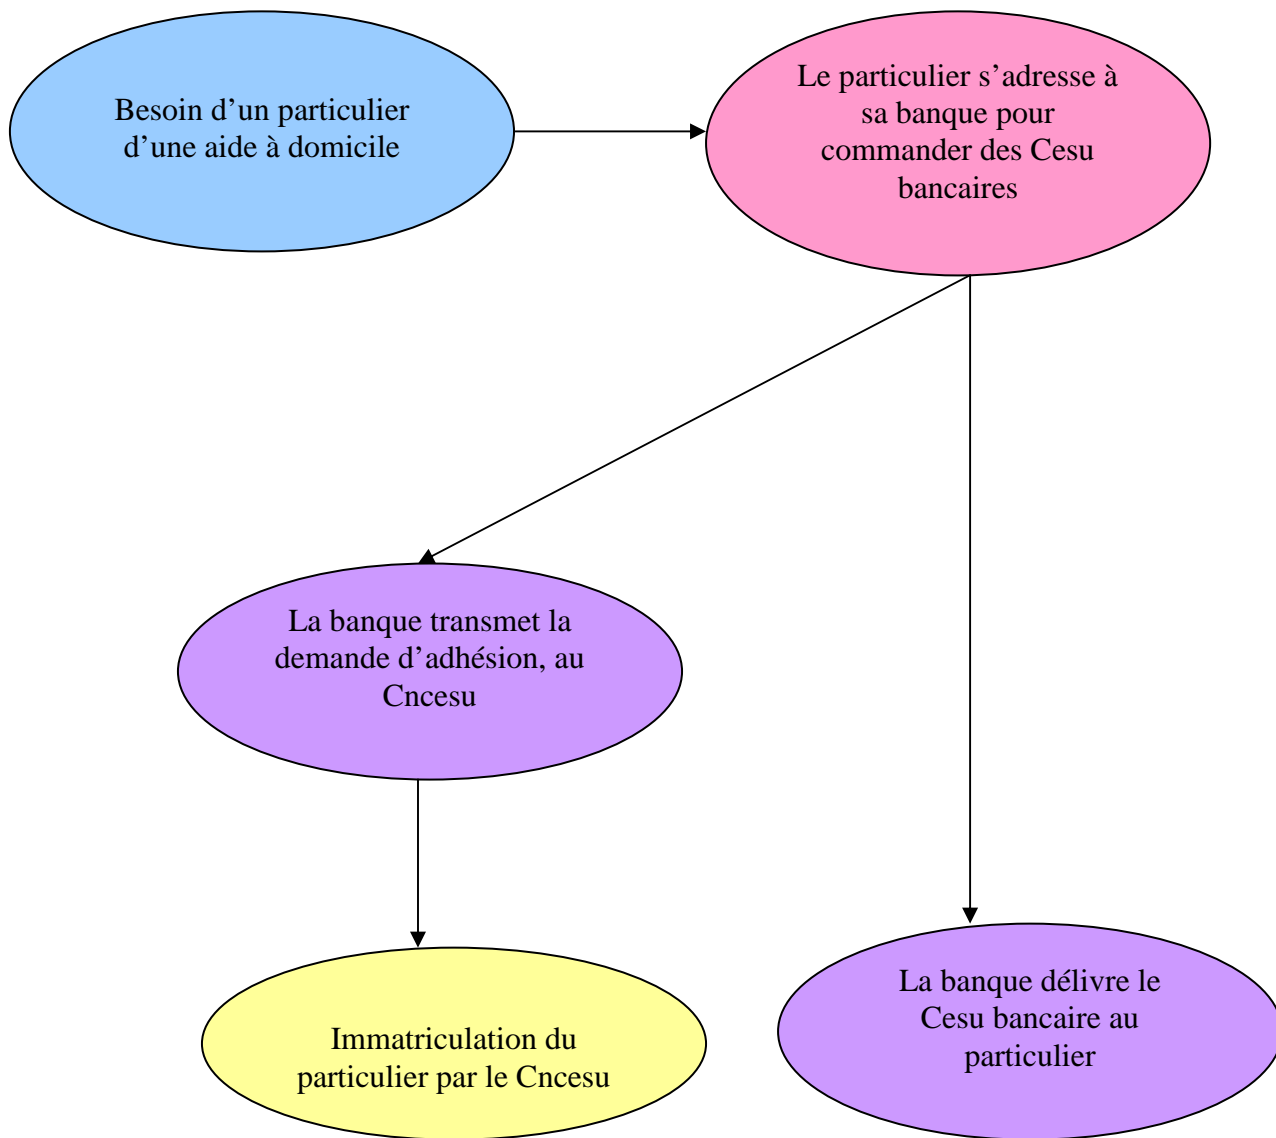 Besoin d’un particulier
d’une aide à domicile
Le particulier s’adresse à
sa banque pour
commander des Cesu
bancaires
La banque transmet la
demande d’adhésion, au
Cncesu
La banque délivre le
Cesu bancaire au
particulier
Immatriculation du
particulier par le Cncesu